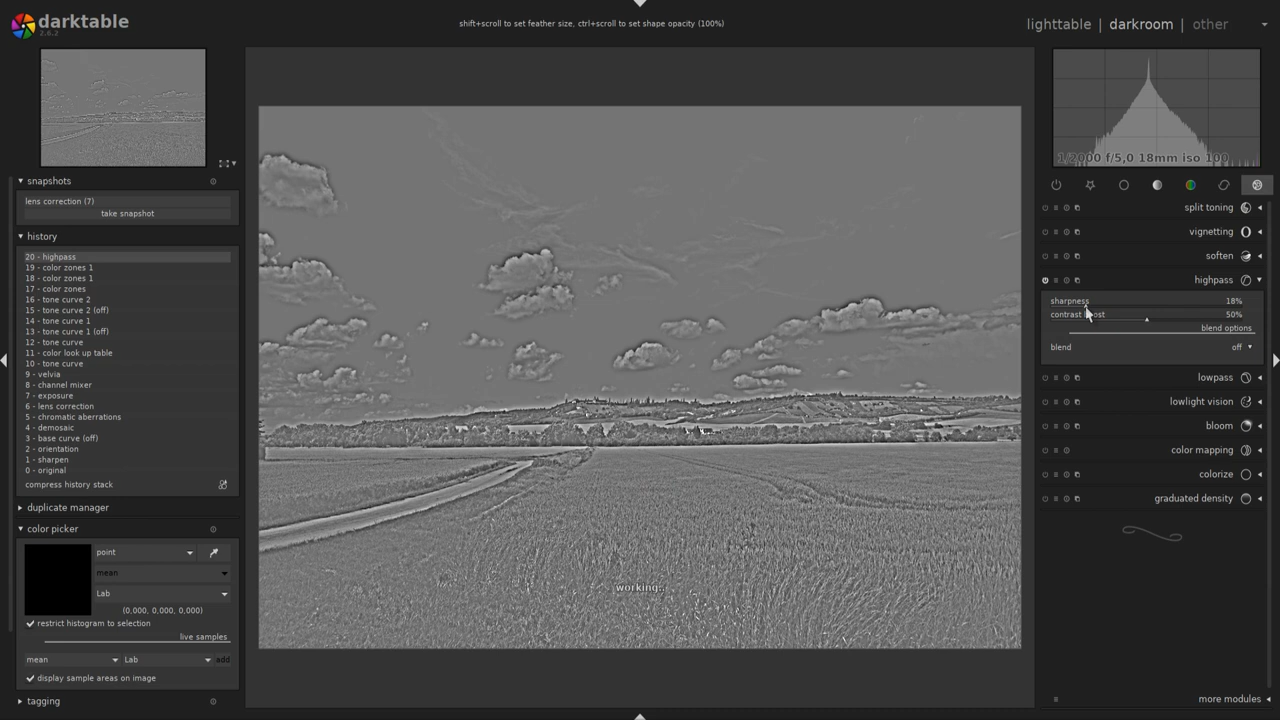 darktable
2.6.2
shift+scroll to set feather size, ctrl+scroll to set shape opacity (100%)
lighttable | darkroom | other
snapshots
lens correction (7)
take snapshot
history
20 - highpass
19 - color zones 1
18 - color zones 1
17 - color zones
16 - tone curve 2
15 - tone curve 2 (off)
14 - tone curve 1
13 - tone curve 1 (off)
12 - tone curve
11 - color look up table
10 - tone curve
9 - velvia
8 - channel mixer
7 - exposure
6 - lens correction
5 - chromatic aberrations
4 - demosaic
3 - base curve (off)
2 - orientation
1 - sharpen
0 - original
compress history stack
duplicate manager
color picker
point
mean
Lab
(0,000, 0,000, 0,000)
restrict histogram to selection
live samples
mean Lab add
display sample areas on image
tagging
working..
1/2000 f/5,0 18mm iso 100
split toning
vignetting
soften
highpass
sharpness 18%
contrast boost 50%
blend options
blend off
lowpass
lowlight vision
bloom
color mapping
colorize
graduated density
more modules